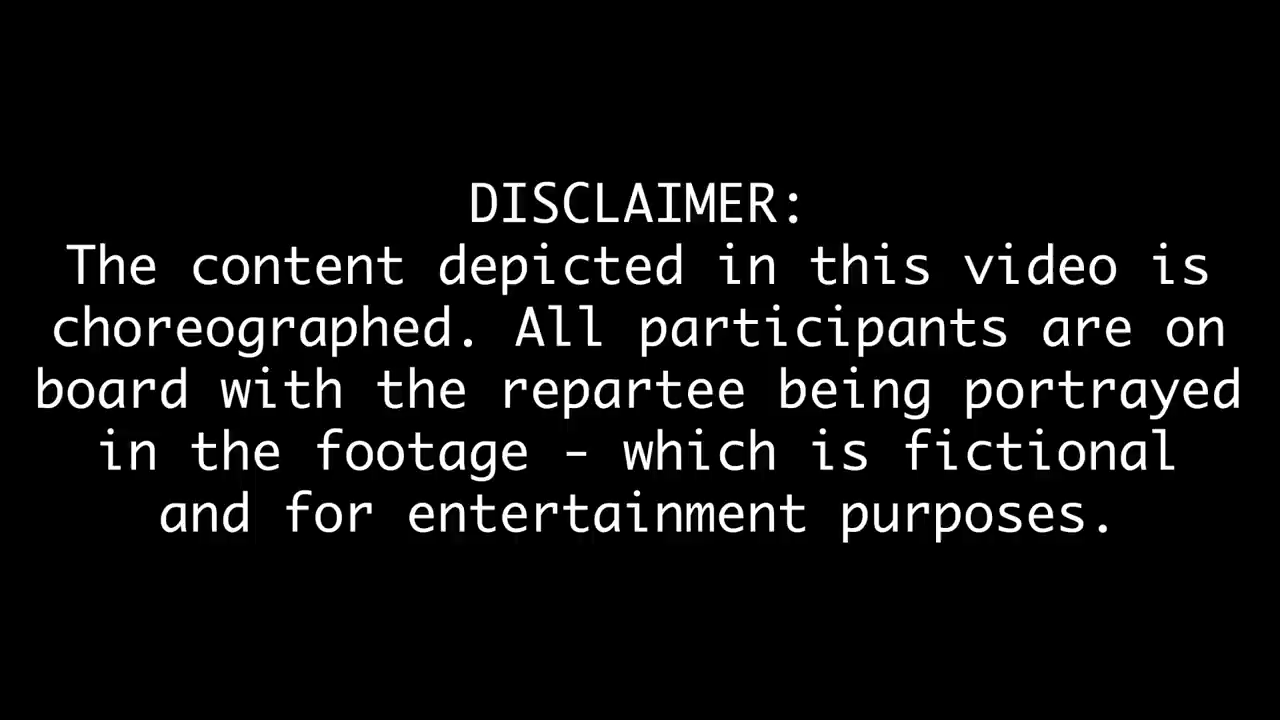 DISCLAIMER:
The content depicted in this video is
choreographed. All participants are on
board with the repartee being portrayed
in the footage - which is fictional
and for entertainment purposes.